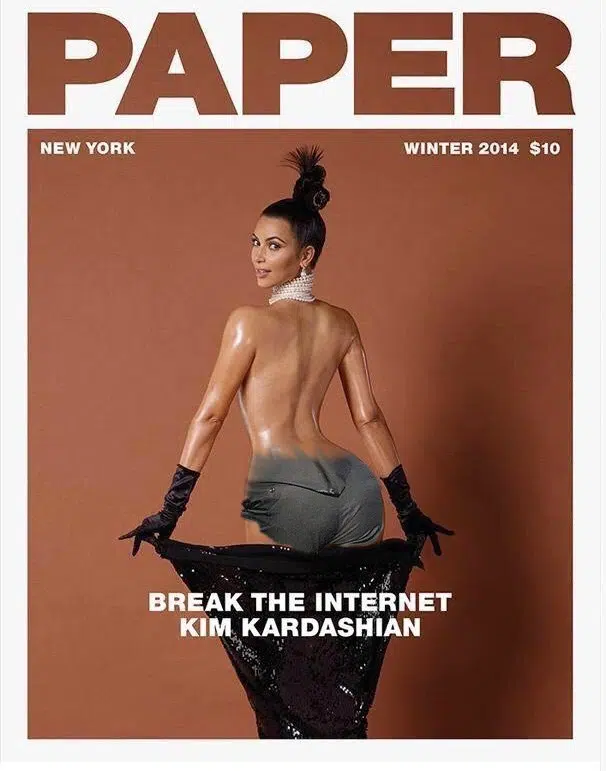 PAPER
NEW YORK
WINTER 2014 $10
BREAK THE INTERNET
KIM KARDASHIAN